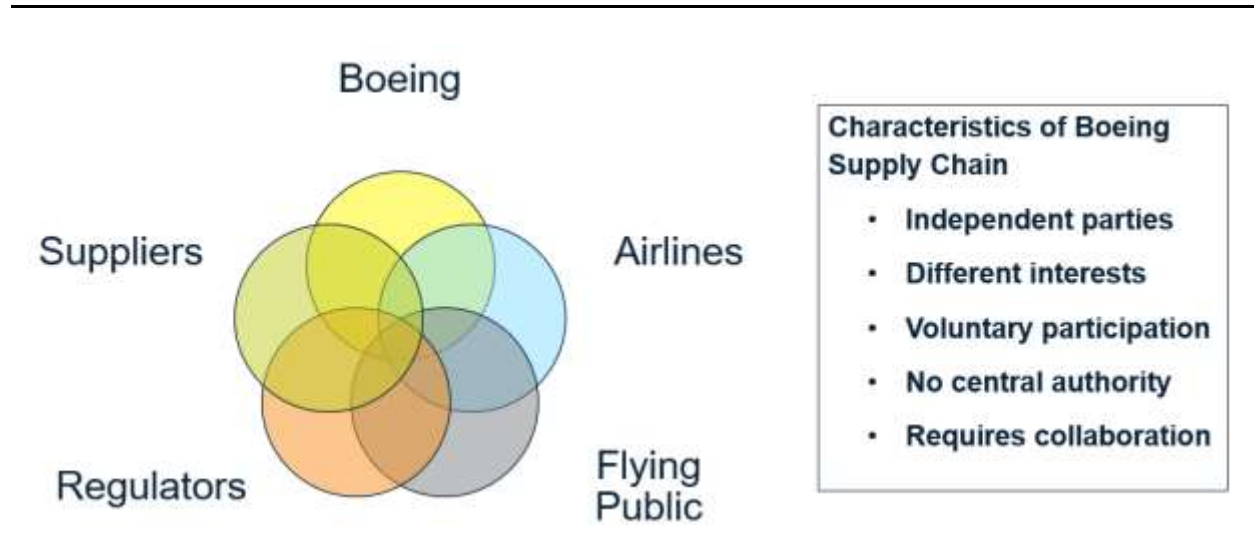 Boeing
Suppliers
Airlines
Regulators
Flying
Public
Characteristics of Boeing
Supply Chain
• Independent parties
• Different interests
• Voluntary participation
• No central authority
• Requires collaboration